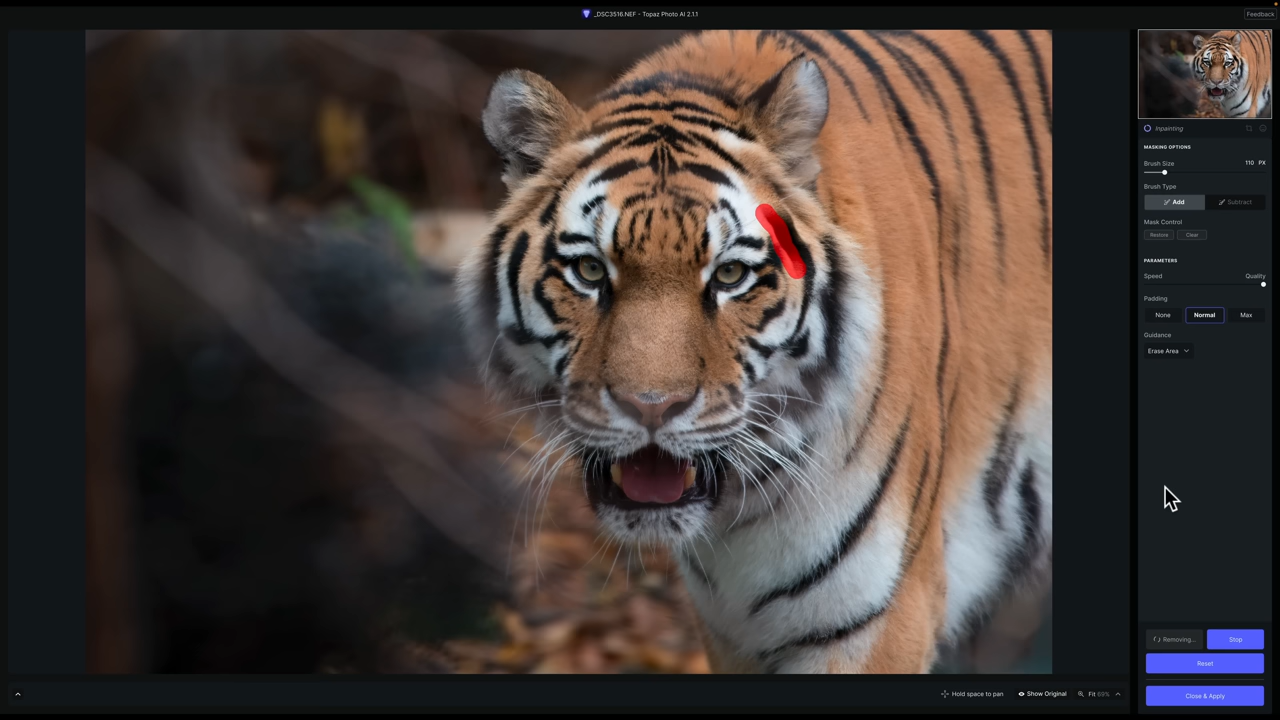 _DSC3516.NEF - Topaz Photo AI 2.1.1
Feedback
Inpainting
MASKING OPTIONS
Brush Size 110 PX
Brush Type
Add Subtract
Mask Control
Restore Clear
PARAMETERS
Speed Quality
Padding
None Normal Max
Guidance
Erase Area
Removing... Stop
Reset
Hold space to pan Show Original Fit 66%
Close & Apply